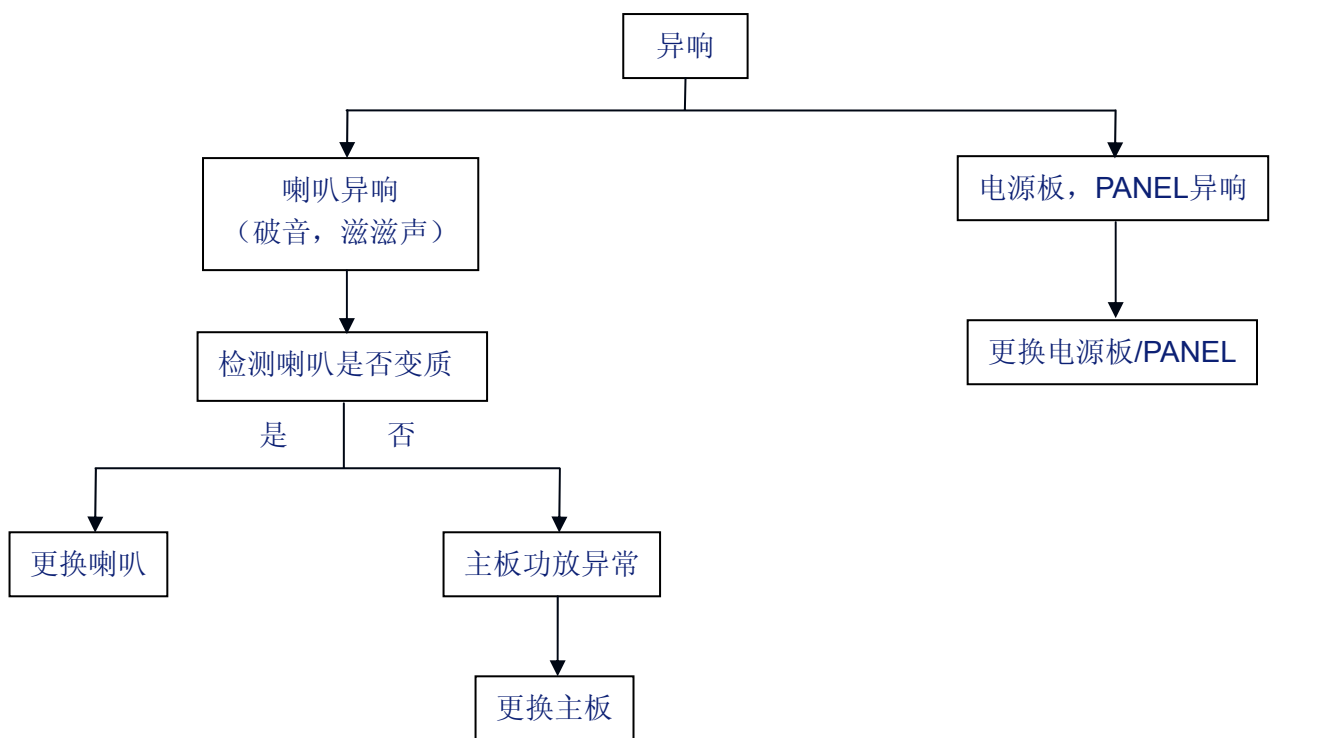 异响
喇叭异响
（破音，滋滋声）
电源板，PANEL异响
检测喇叭是否变质
更换电源板/PANEL
是
否
更换喇叭
主板功放异常
更换主板